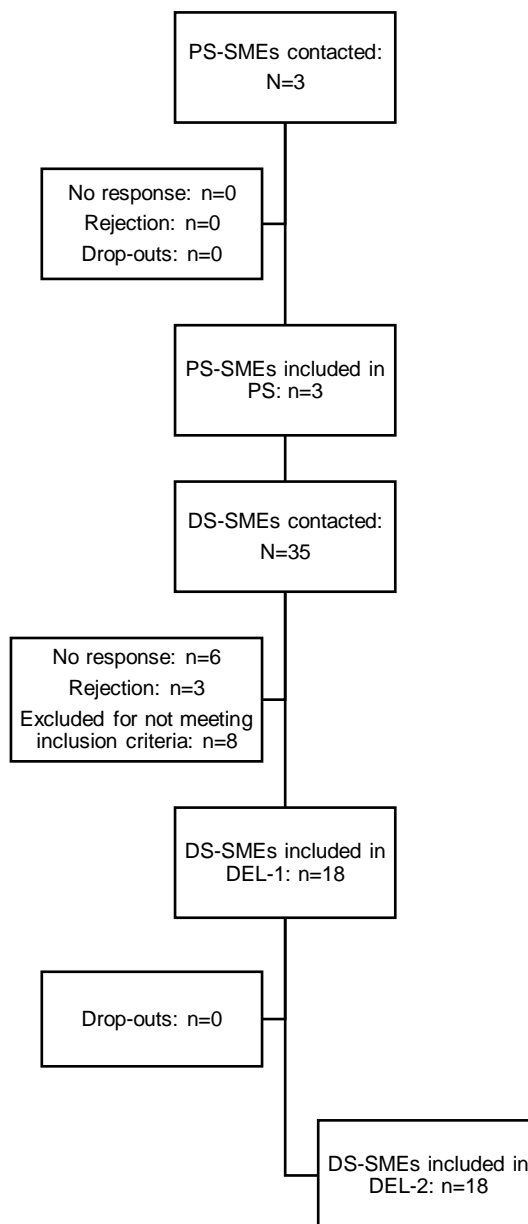 PS-SMEs contacted:
N=3
No response: n=0
Rejection: n=0
Drop-outs: n=0
PS-SMEs included in
PS: n=3
DS-SMEs contacted:
N=35
No response: n=6
Rejection: n=3
Excluded for not meeting
inclusion criteria: n=8
DS-SMEs included in
DEL-1: n=18
Drop-outs: n=0
DS-SMEs included in
DEL-2: n=18